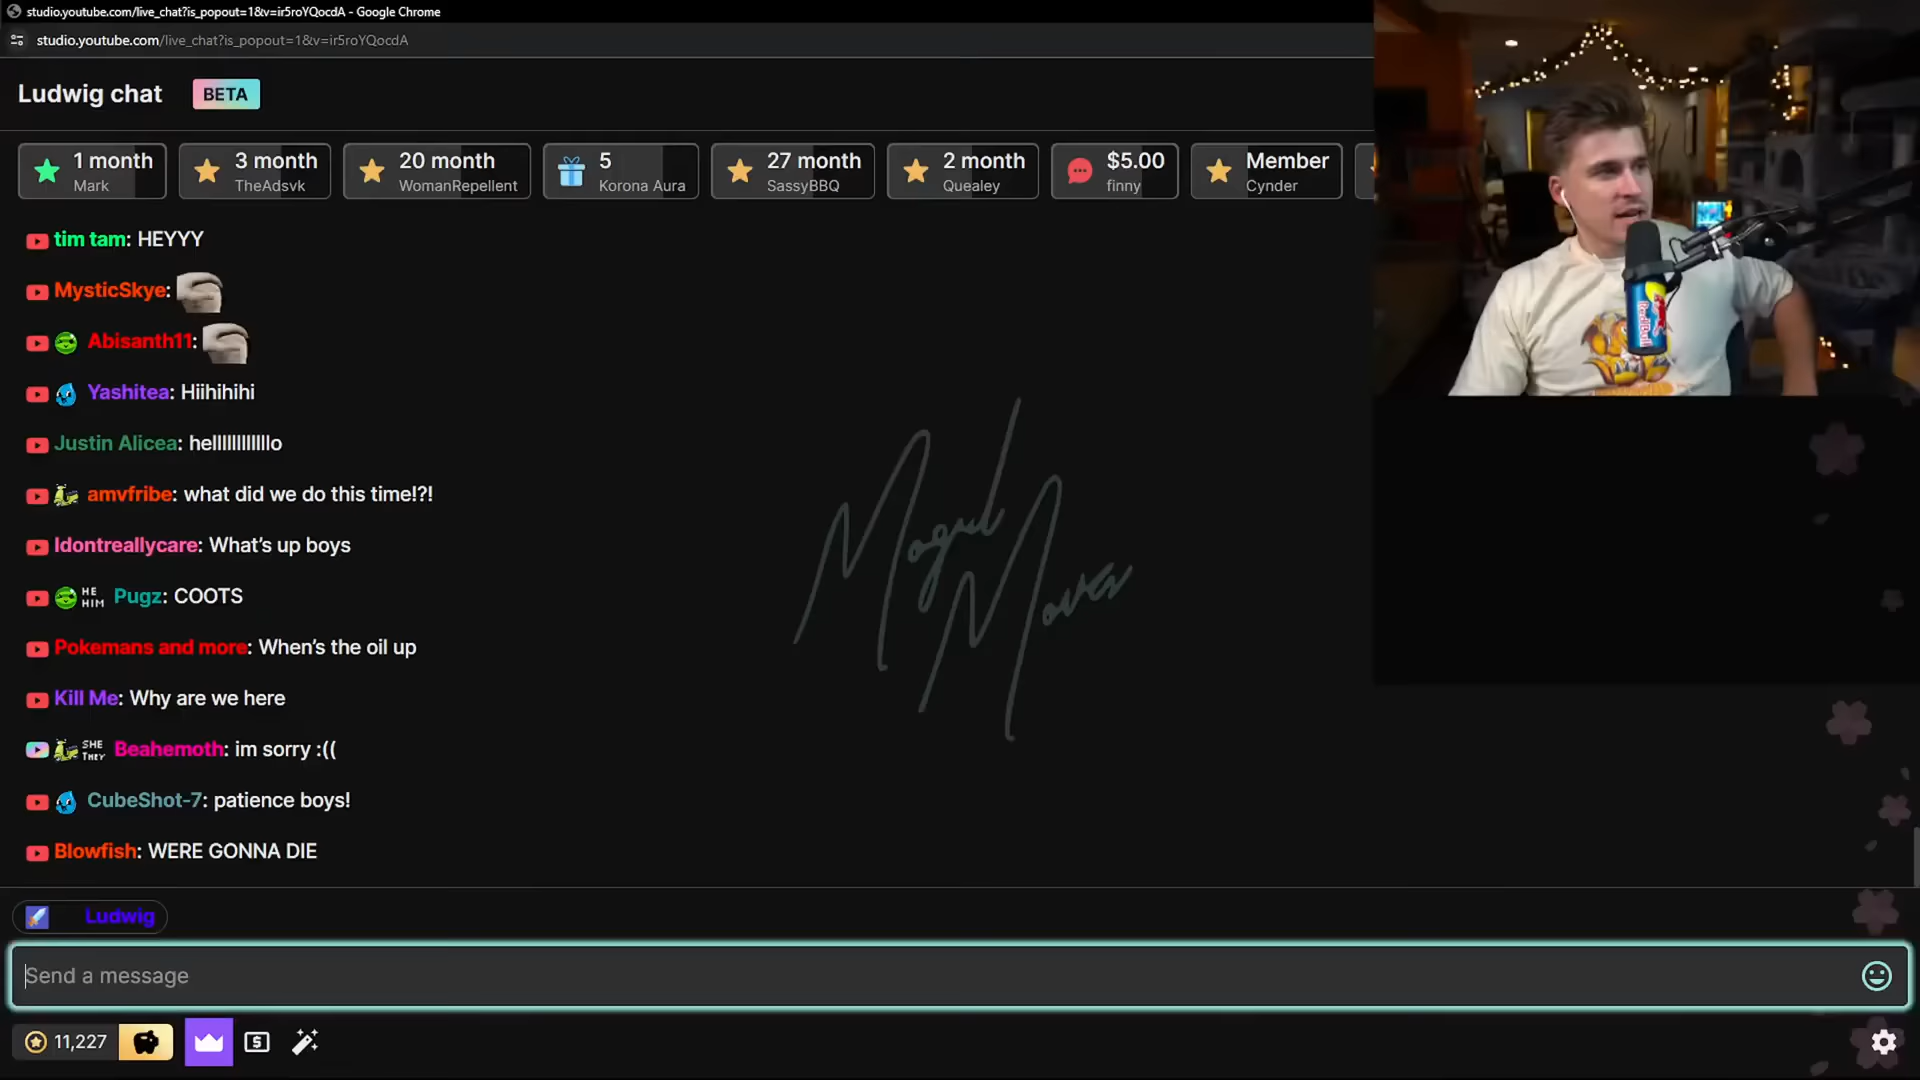 studio.youtube.com/live_chat?is_popout=1&v=ir5roYQocdA - Google Chrome
studio.youtube.com/live_chat?is_popout=1&v=ir5roYQocdA
Ludwig chat BETA
1 month
Mark
3 month
TheAdsvk
20 month
WomanRepellent
5
Korona Aura
27 month
SassyBBQ
2 month
Quealey
$5.00
finny
Member
Cynder
tim tam: HEYYY
MysticSkye:
Abisanth11:
Yashitea: Hiihihihi
Justin Alicea: hellllllllllllo
amvfribe: what did we do this time!?!
Idontreallycare: What's up boys
HE HIM Pugz: COOTS
Pokemans and more: When's the oil up
Kill Me: Why are we here
SHE THEY Beahemoth: im sorry :((
CubeShot-7: patience boys!
Blowfish: WERE GONNA DIE
Mogul
Moves
Red Bull
Ludwig
Send a message
11,227